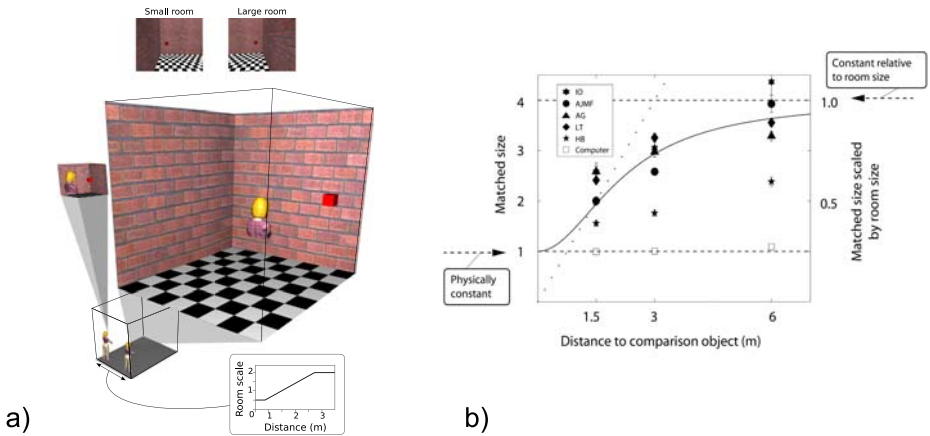 Small room
Large room
Room scale
2
1
0
1
2
3
Distance (m)
a)
Matched size
4
3
2
1
IO
AJMF
AG
LT
HB
Computer
Constant relative
to room size
1.0
0.5
Matched size scaled
by room size
Physically
constant
1.5
3
6
Distance to comparison object (m)
b)